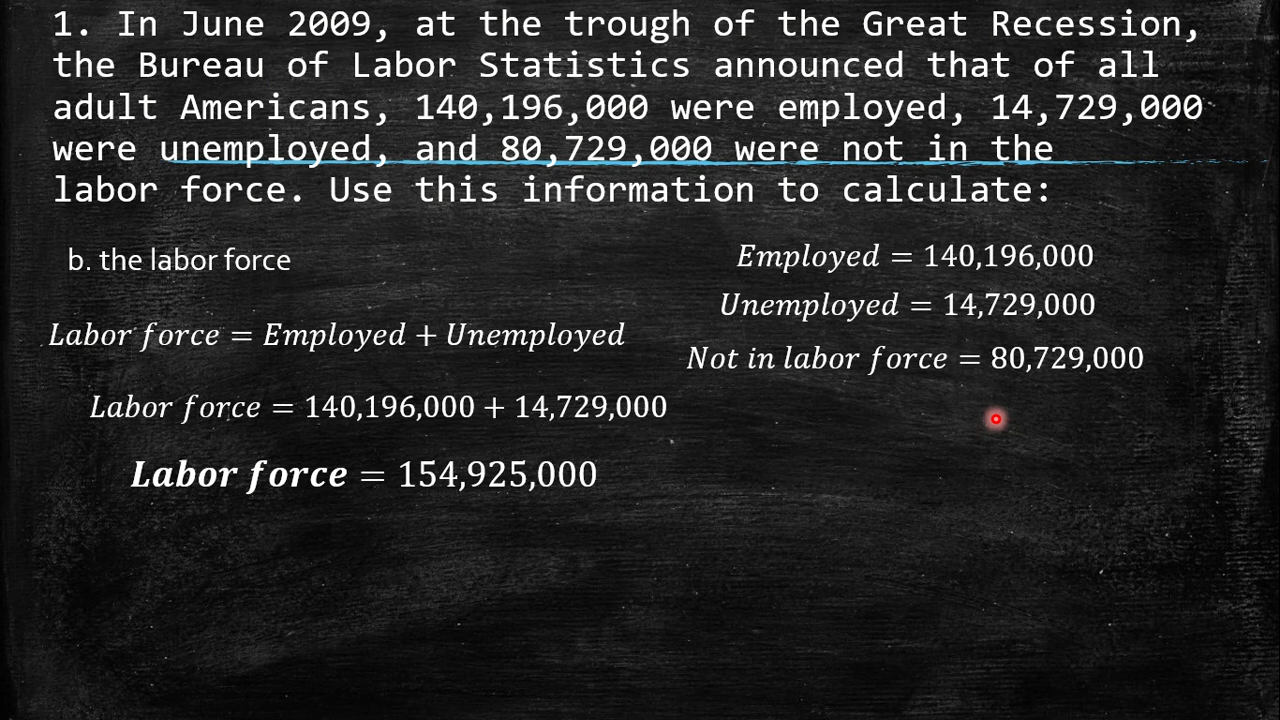 1. In June 2009, at the trough of the Great Recession,
the Bureau of Labor Statistics announced that of all
adult Americans, 140,196,000 were employed, 14,729,000
were unemployed, and 80,729,000 were not in the
labor force. Use this information to calculate:
b. the labor force
Employed = 140,196,000
Unemployed = 14,729,000
Labor force = Employed + Unemployed
Not in labor force = 80,729,000
Labor force = 140,196,000 + 14,729,000
Labor force = 154,925,000